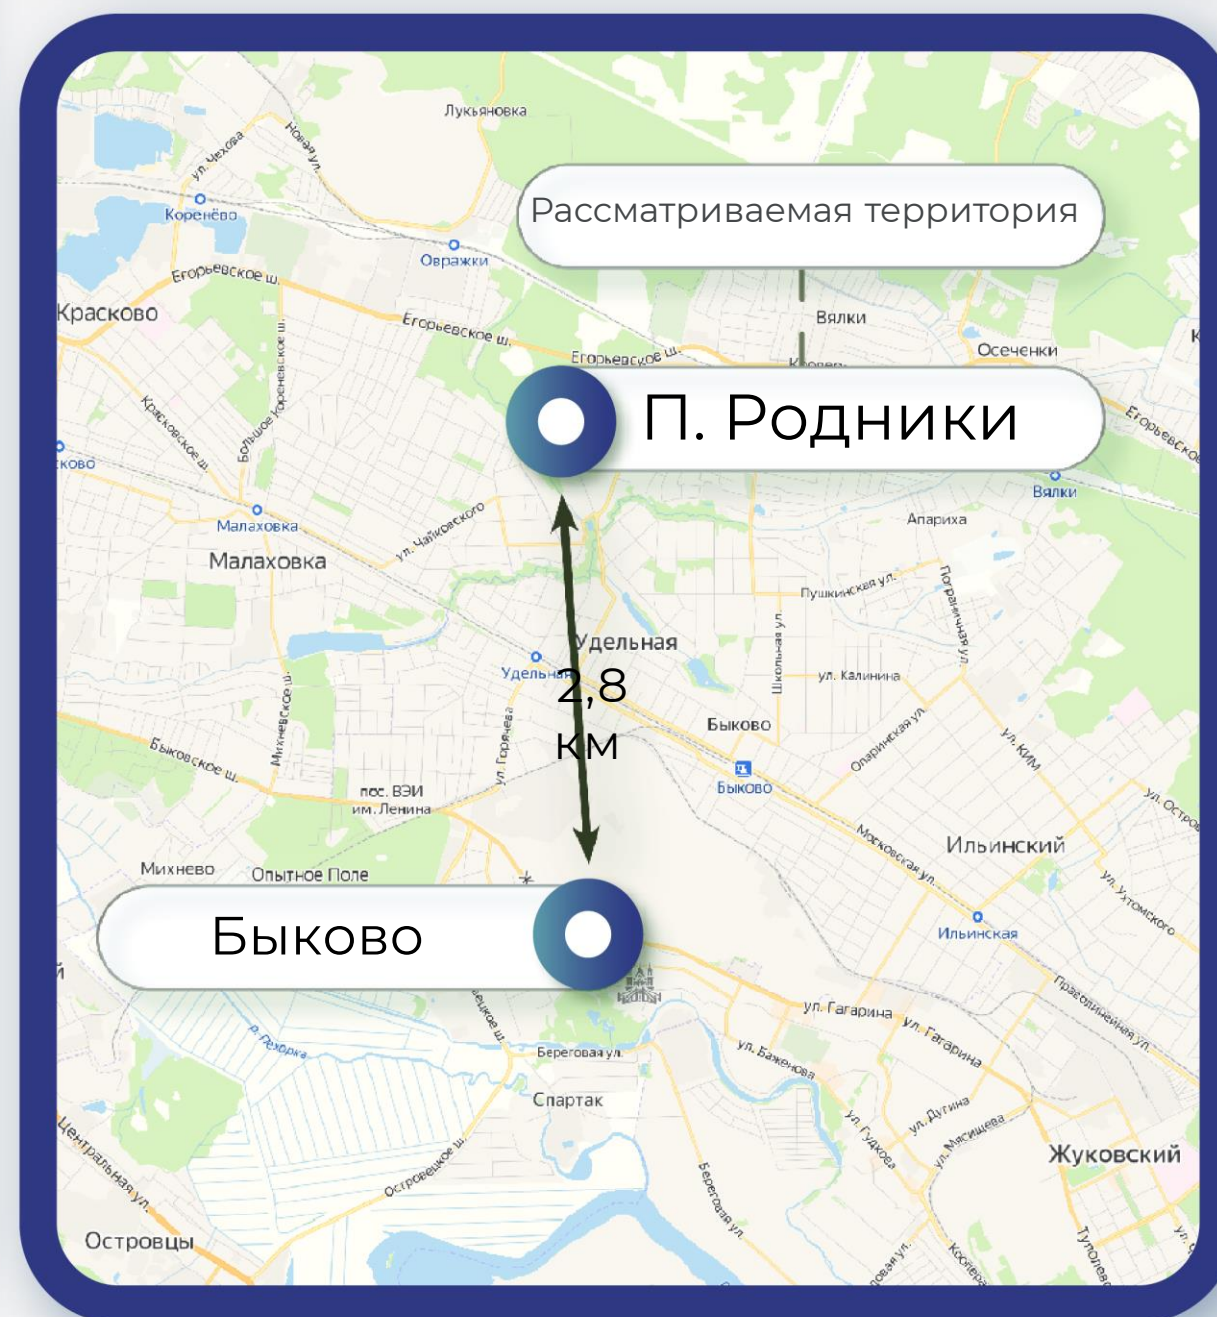 Лукьяновка
ул. Чехова
Новая ул.
Рассматриваемая территория
Коренёво
Овражки
Егорьевское ш.
Красково
Вялки
Егорьевское ш.
Осеченки
Егорьевское ш.
Большое Кореневское ш.
П. Родники
Красковское ш.
Вялки
Малаховка
ул. Чайковского
Апариха
Малаховка
Пушкинская ул.
Пограничная ул.
Удельная
Школьная ул.
Удельная
ул. Калинина
2,8
км
Михневское ш.
ул. Горячева
Быково
Опаринская ул.
ул. КИМ
Быковское ш.
Быково
пос. ВЭИ
им. Ленина
Московская ул.
Ильинский
Михнево
Опытное Поле
ул. Ухтомского
Быково
Ильинская
Праволинейная ул.
ул. Гагарина
ул. Гагарина
р. Пехорка
Береговая ул.
ул. Баженова
Спартак
ул. Дугина
ул. Гудкова
ул. Мясищева
Центральная ул.
Островецкое ш.
Жуковский
Береговая ул.
Островцы